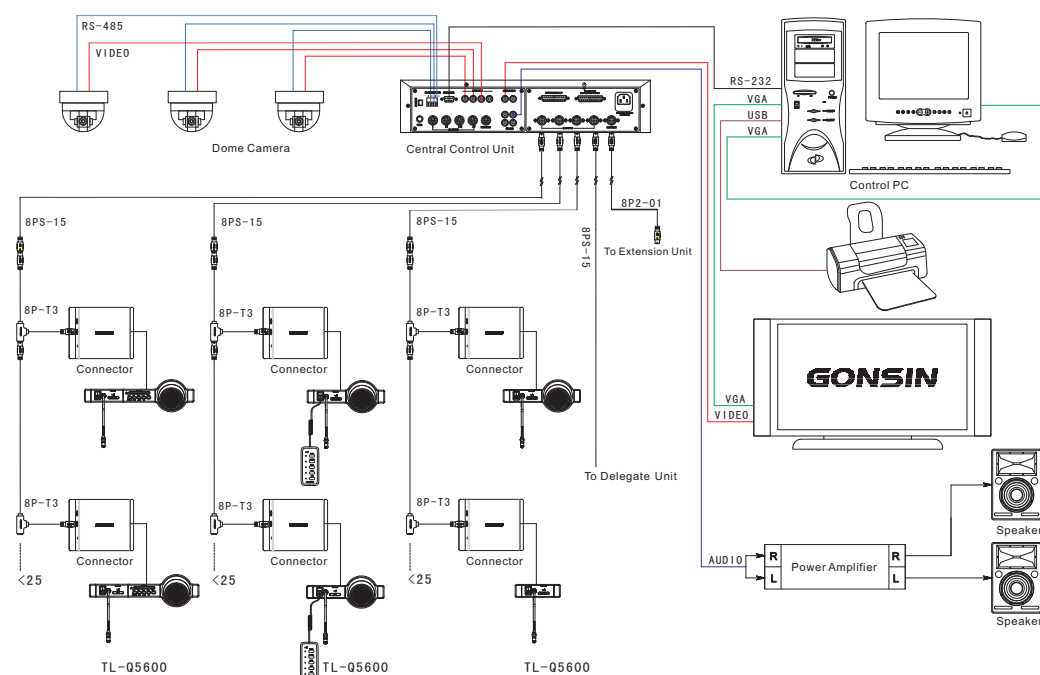 RS-485
VIDEO
Dome Camera
Central Control Unit
RS-232
VGA
USB
VGA
Control PC
8PS-15
8PS-15
8PS-15
8PS-15
8P2-01
To Extension Unit
8P-T3
8P-T3
8P-T3
Connector
Connector
Connector
GONSIN
VGA
VIDEO
To Delegate Unit
8P-T3
8P-T3
8P-T3
Connector
Connector
Connector
<25
<25
<25
AUDIO
R
L
Power Amplifier
R
L
Speaker
Speaker
TL-Q5600
TL-Q5600
TL-Q5600